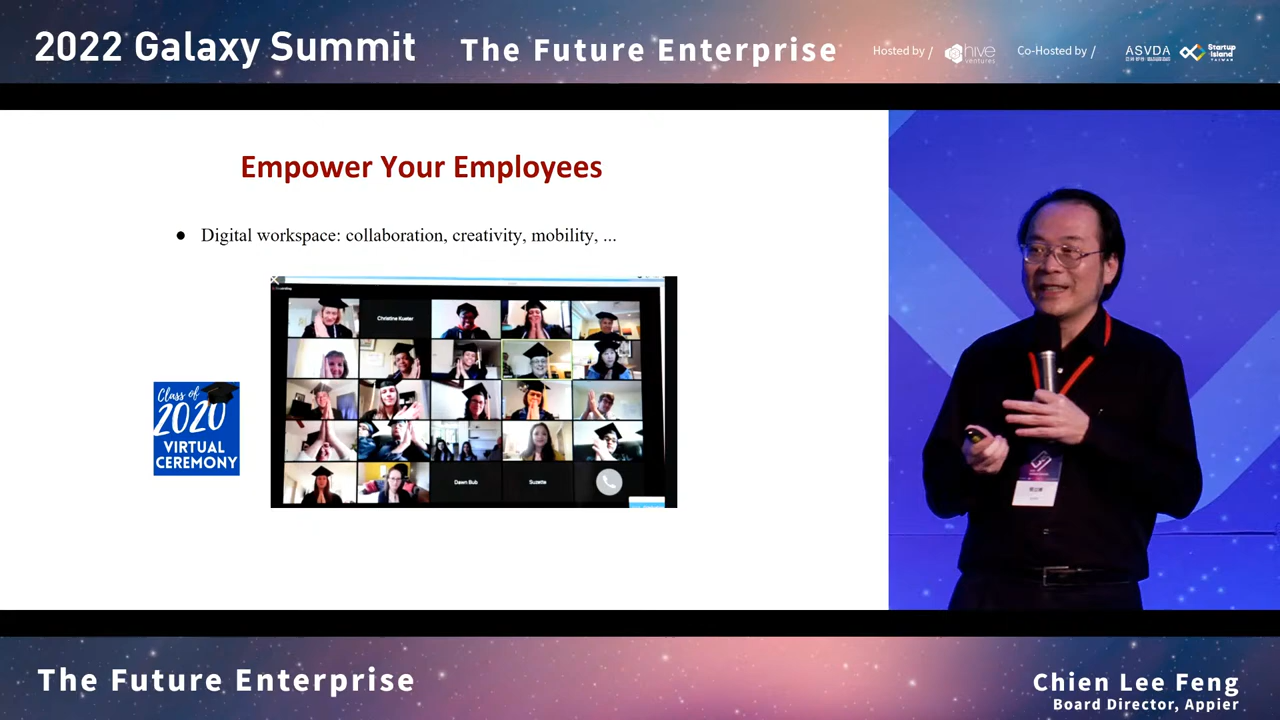 2022 Galaxy Summit
The Future Enterprise
Hosted by /
hive
ventures
Co-Hosted by /
ASVDA
Startup
Island
TAIWAN
Empower Your Employees
● Digital workspace: collaboration, creativity, mobility, ...
Christine Kuster
Class of
2020
VIRTUAL
CEREMONY
Dawn Bub
Suzette
The Future Enterprise
Chien Lee Feng
Board Director, Appier